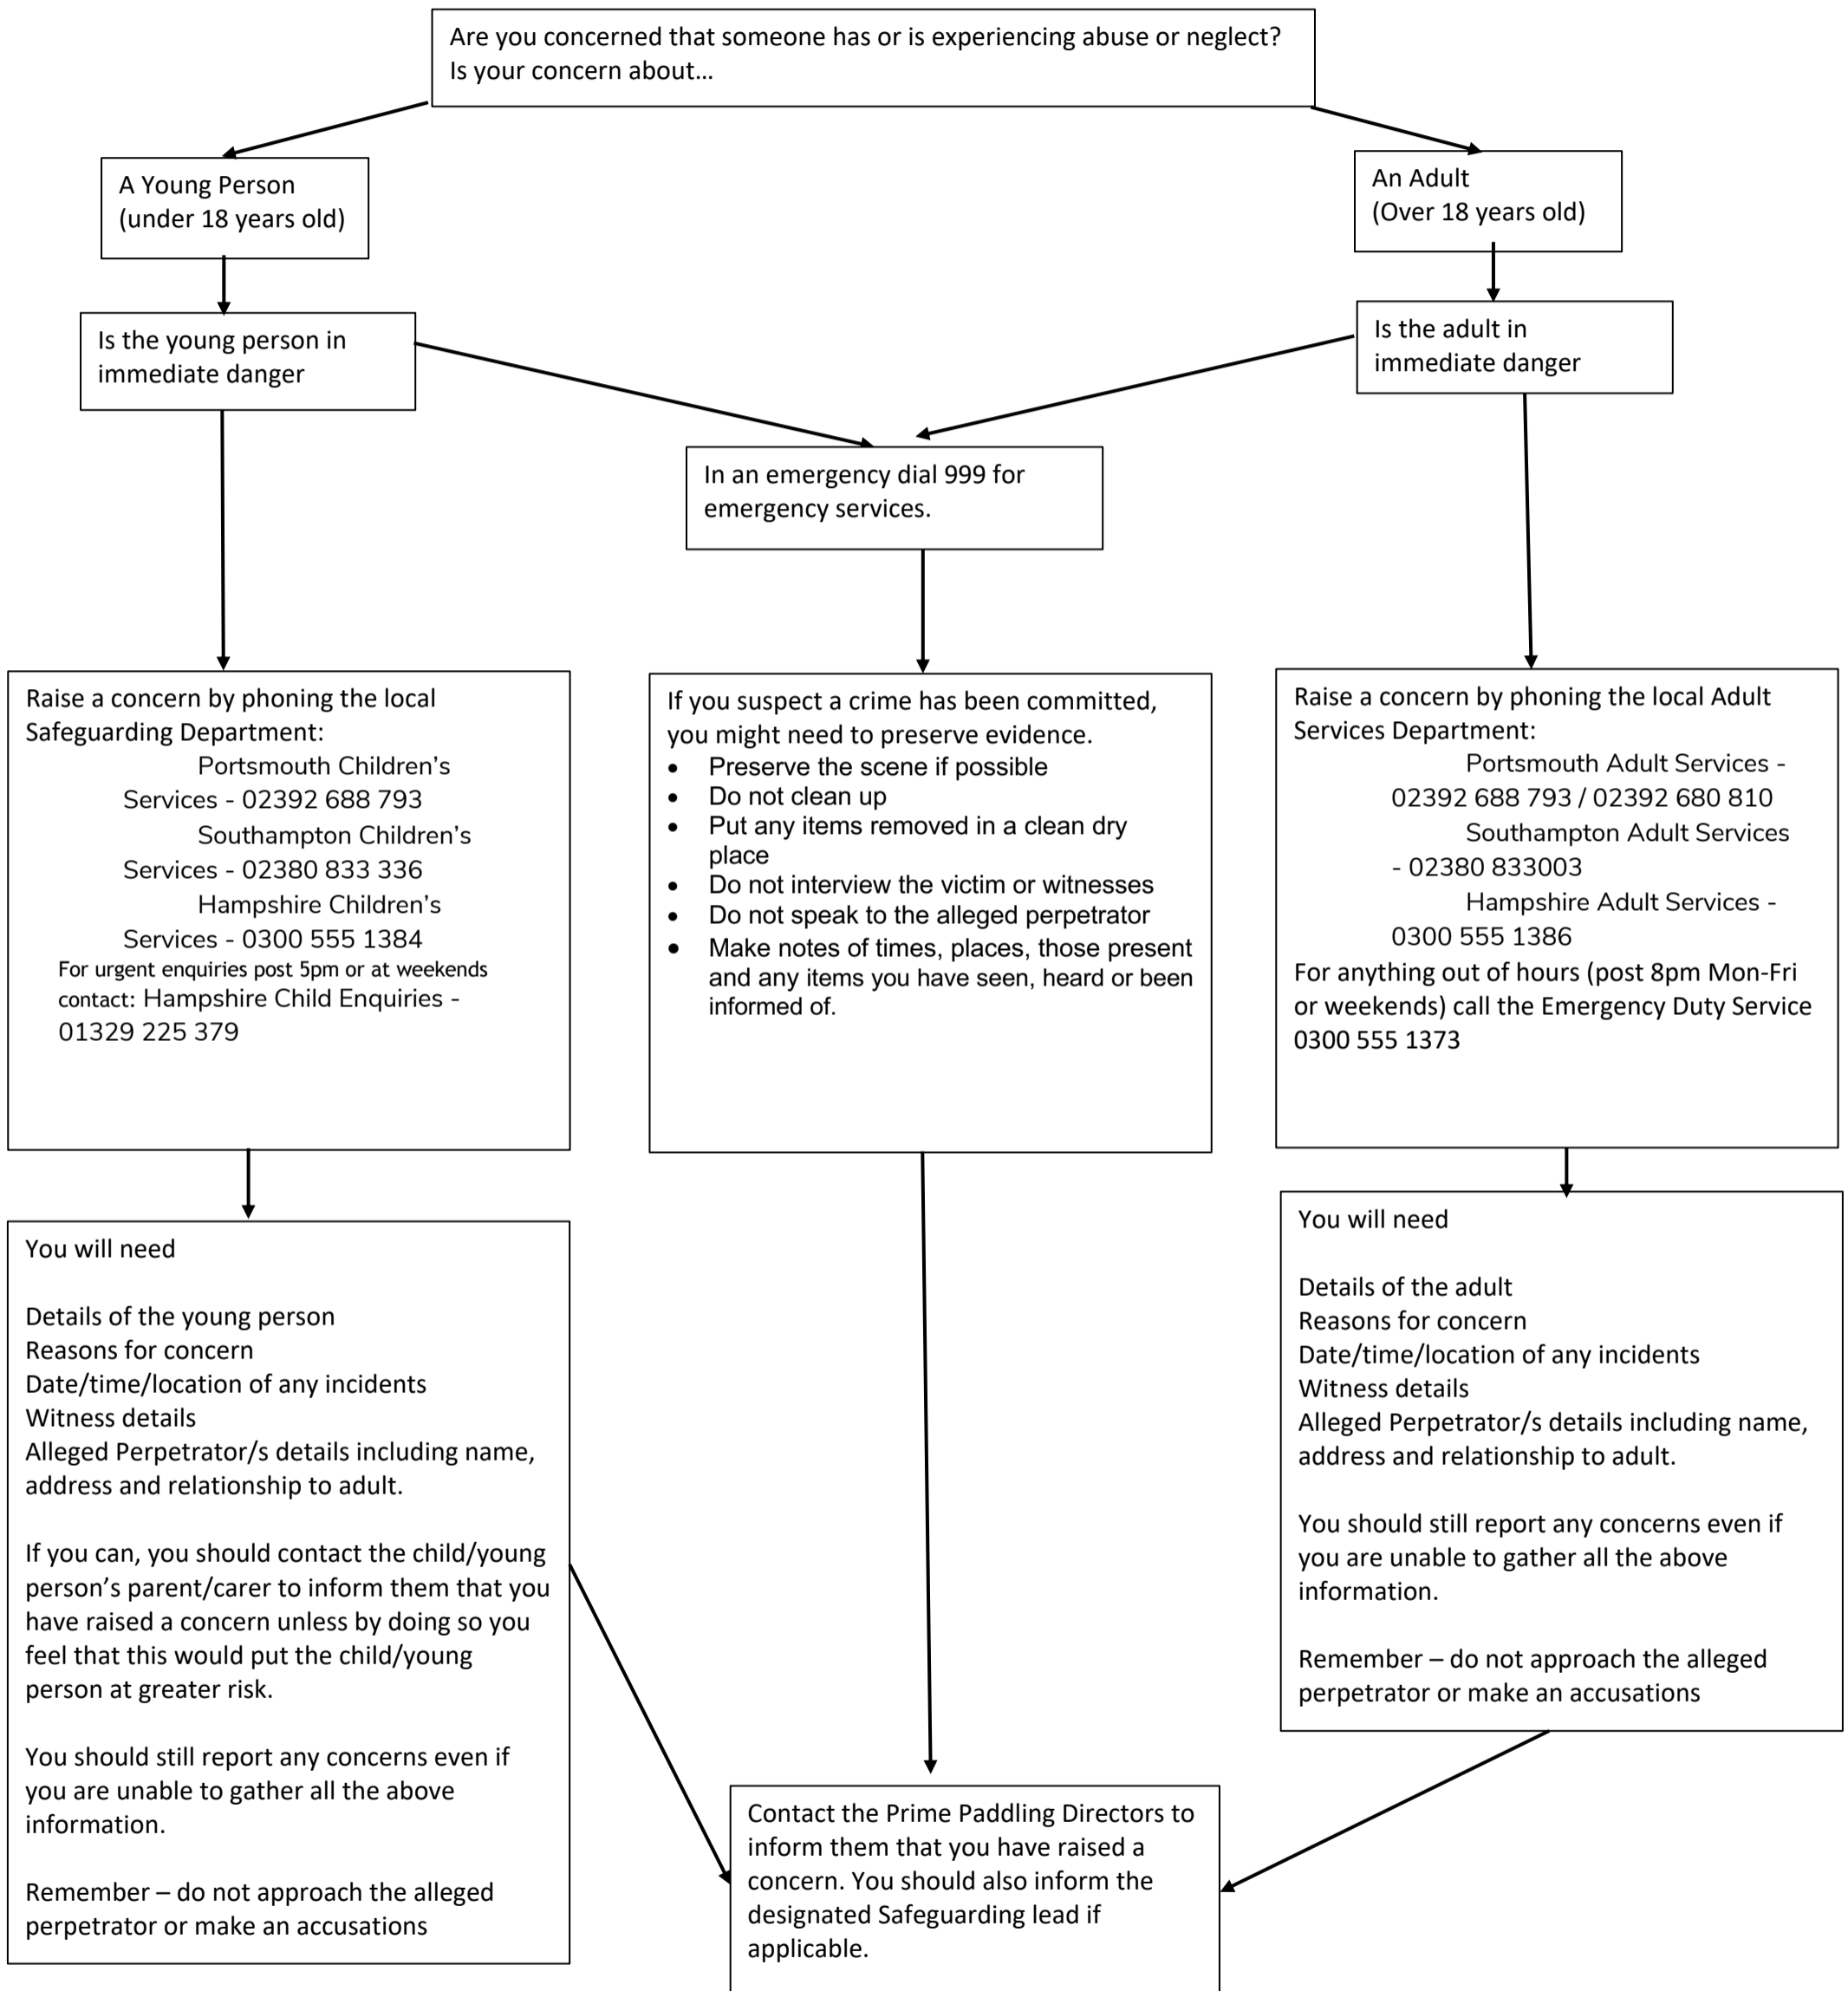 Are you concerned that someone has or is experiencing abuse or neglect?
Is your concern about…
A Young Person
(under 18 years old)
An Adult
(Over 18 years old)
Is the young person in
immediate danger
Is the adult in
immediate danger
In an emergency dial 999 for
emergency services.
Raise a concern by phoning the local
Safeguarding Department:
Portsmouth Children’s
Services - 02392 688 793
Southampton Children’s
Services - 02380 833 336
Hampshire Children’s
Services - 0300 555 1384
For urgent enquiries post 5pm or at weekends
contact: Hampshire Child Enquiries -
01329 225 379
If you suspect a crime has been committed,
you might need to preserve evidence.
• Preserve the scene if possible
• Do not clean up
• Put any items removed in a clean dry
place
• Do not interview the victim or witnesses
• Do not speak to the alleged perpetrator
• Make notes of times, places, those present
and any items you have seen, heard or been
informed of.
Raise a concern by phoning the local Adult
Services Department:
Portsmouth Adult Services -
02392 688 793 / 02392 680 810
Southampton Adult Services
- 02380 833003
Hampshire Adult Services -
0300 555 1386
For anything out of hours (post 8pm Mon-Fri
or weekends) call the Emergency Duty Service
0300 555 1373
You will need
Details of the young person
Reasons for concern
Date/time/location of any incidents
Witness details
Alleged Perpetrator/s details including name,
address and relationship to adult.
If you can, you should contact the child/young
person’s parent/carer to inform them that you
have raised a concern unless by doing so you
feel that this would put the child/young
person at greater risk.
You should still report any concerns even if
you are unable to gather all the above
information.
Remember – do not approach the alleged
perpetrator or make an accusations
You will need
Details of the adult
Reasons for concern
Date/time/location of any incidents
Witness details
Alleged Perpetrator/s details including name,
address and relationship to adult.
You should still report any concerns even if
you are unable to gather all the above
information.
Remember – do not approach the alleged
perpetrator or make an accusations
Contact the Prime Paddling Directors to
inform them that you have raised a
concern. You should also inform the
designated Safeguarding lead if
applicable.